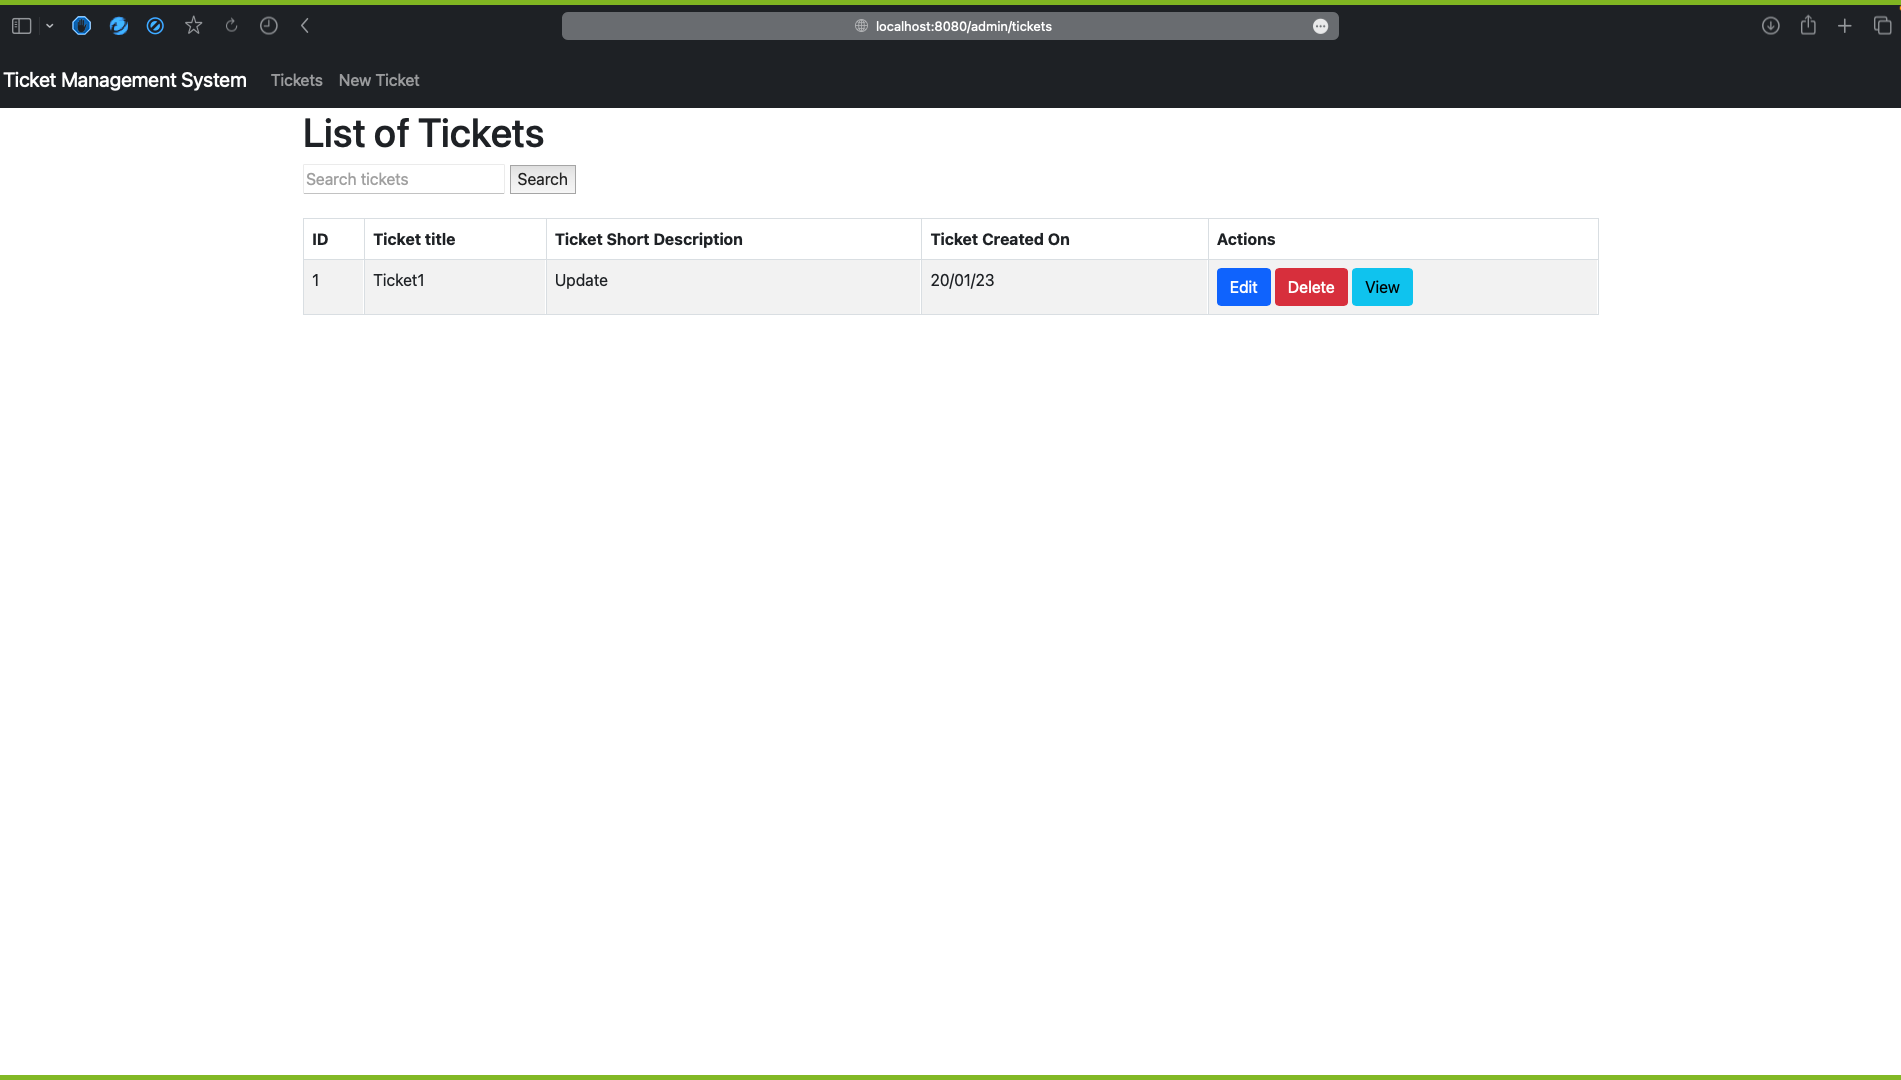 localhost:8080/admin/tickets
Ticket Management System Tickets New Ticket
List of Tickets
Search tickets Search
ID Ticket title Ticket Short Description Ticket Created On Actions
1 Ticket1 Update 20/01/23 Edit Delete View